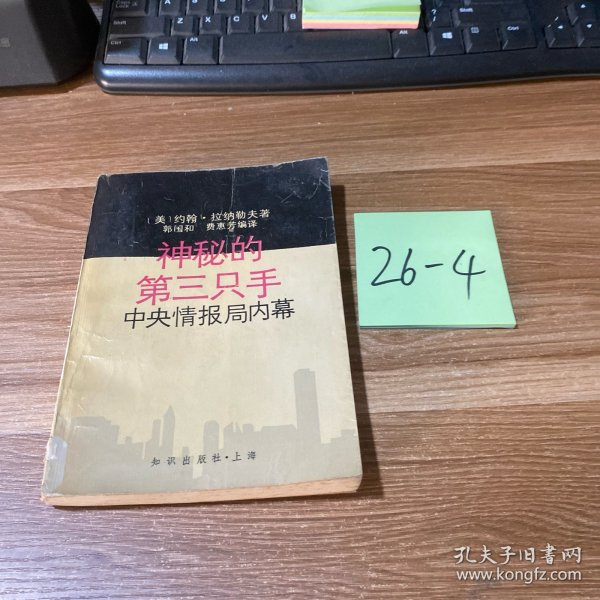 〔美〕约翰·拉纳勒夫著
郭国和 费惠芳编译
神秘的
第三只手
中央情报局内幕
知识出版社·上海
26-4
孔夫子旧书网
www.kongfz.com